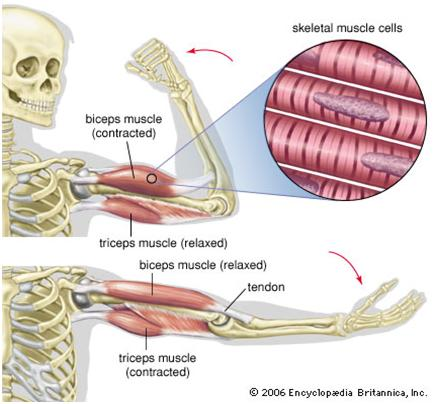 skeletal muscle cells
biceps muscle
(contracted)
triceps muscle (relaxed)
biceps muscle (relaxed)
tendon
triceps muscle
(contracted)
© 2006 Encyclopædia Britannica, Inc.